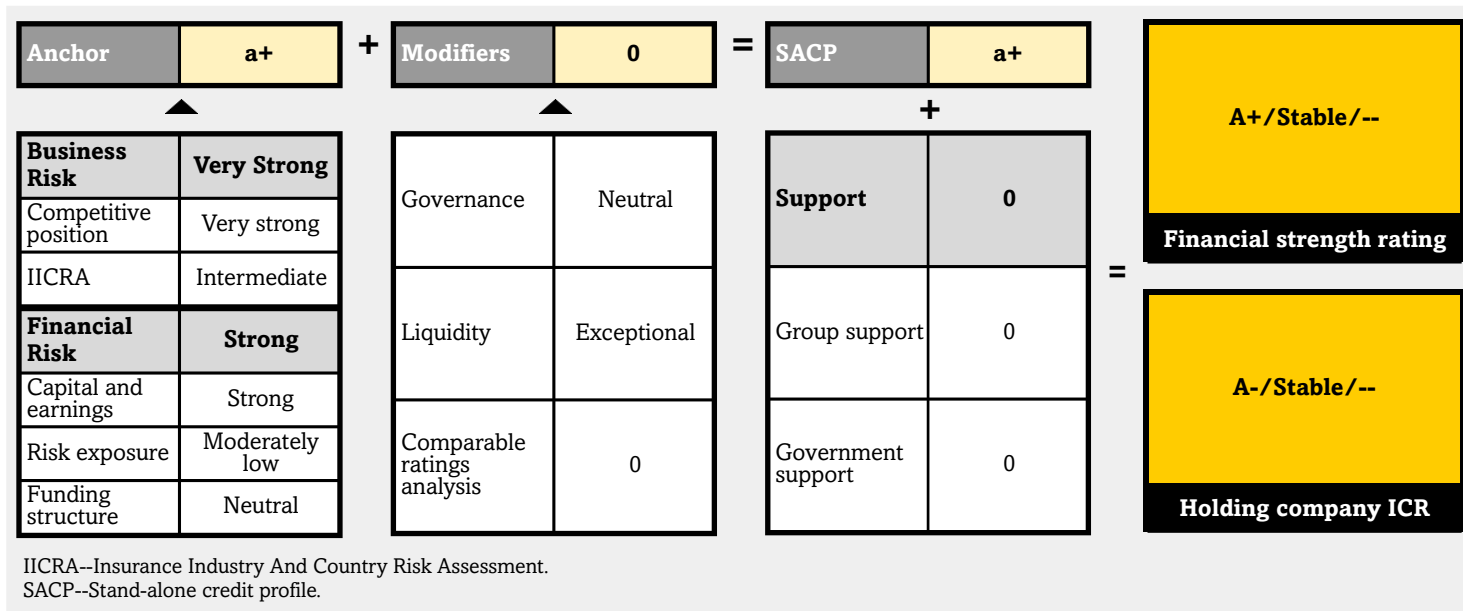 Anchor a+ + Modifiers 0 = SACP a+
+
Business
Risk
Very Strong
Competitive
position
Very strong
IICRA Intermediate
Financial
Risk
Strong
Capital and
earnings
Strong
Risk exposure
Moderately
low
Funding
structure
Neutral
Governance Neutral
Liquidity Exceptional
Comparable
ratings
analysis
0
Support 0
Group support 0
Government
support
0
=
A+/Stable/--
Financial strength rating
A-/Stable/--
Holding company ICR
IICRA--Insurance Industry And Country Risk Assessment.
SACP--Stand-alone credit profile.